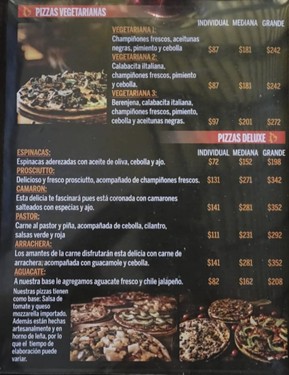 PIZZAS VEGETARIANAS
INDIVIDUAL MEDIANA GRANDE
VEGETARIANA 1:
Champiñones frescos, aceitunas
negras, pimiento y cebolla $87 $181 $242
VEGETARIANA 2:
Calabacita itialiana,
champiñones frescos, pimiento
y cebolla. $87 $181 $242
VEGETARIANA 3:
Berenjena, calabacita italiana,
champiñones frescos, pimiento,
cebolla y aceitunas negras. $97 $201 $272
PIZZAS DELUXE
INDIVIDUAL MEDIANA GRANDE
ESPINACAS:
Espinacas aderezadas con aceite de oliva, cebolla y ajo. $72 $152 $198
PROSCIUTTO:
Delicioso y fresco prosciutto, acompañado de champiñones frescos. $131 $271 $342
CAMARON:
Esta delicia te fascinará pues está coronada con camarones
salteados con especias y ajo. $141 $281 $352
PASTOR:
Carne al pastor y piña, acompañada de cebolla, cilantro,
salsas verde y roja $111 $231 $292
ARRACHERA:
Los amantes de la carne disfrutarán esta delicia con carne de
arrachera; acompañada con guacamole y cebolla. $141 $281 $352
AGUACATE:
A nuestra base le agregamos aguacate fresco y chile jalápeño. $82 $162 $208
Nuestras pizzas tienen
como base: Salsa de
tomate y queso
mozzarella importado.
Además están hechas
artesanalmente y en
horno de leña, por lo
que el tiempo de
elaboración puede
variar.